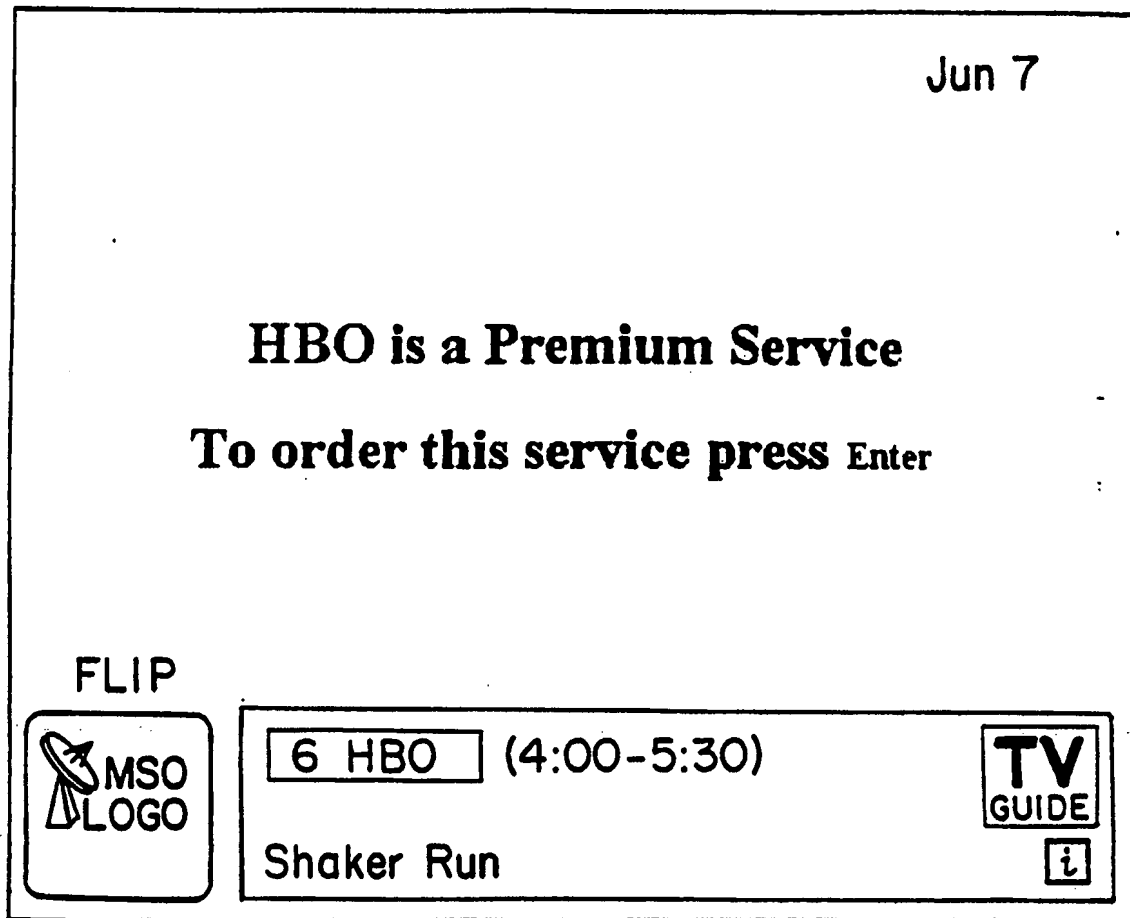 Jun 7
HBO is a Premium Service
To order this service press Enter
FLIP
MSO
LOGO
6 HBO (4:00-5:30)
TV
GUIDE
Shaker Run
i